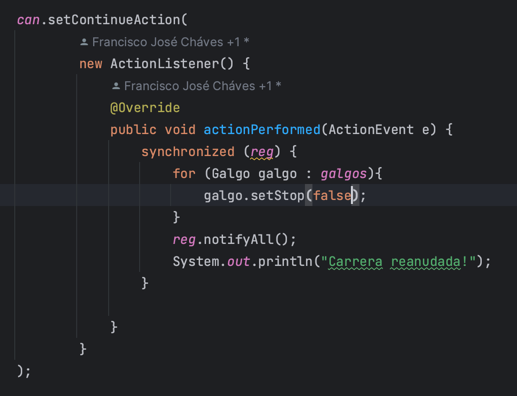 can.setContinueAction(
Francisco José Cháves +1 *
new ActionListener() {
Francisco José Cháves +1 *
@Override
public void actionPerformed(ActionEvent e) {
synchronized (reg) {
for (Galgo galgo : galgos){
galgo.setStop(false);
}
reg.notifyAll();
System.out.println("Carrera reanudada!");
}
}
}
);